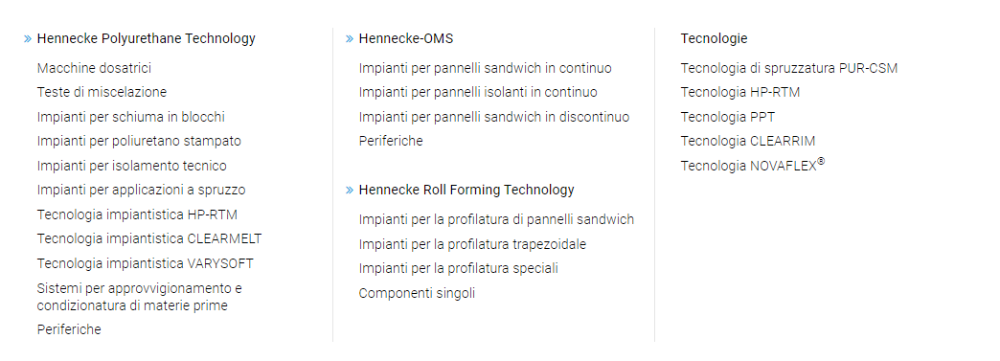 Hennecke Polyurethane Technology
Macchine dosatrici
Teste di miscelazione
Impianti per schiuma in blocchi
Impianti per poliuretano stampato
Impianti per isolamento tecnico
Impianti per applicazioni a spruzzo
Tecnologia impiantistica HP-RTM
Tecnologia impiantistica CLEARMELT
Tecnologia impiantistica VARYSOFT
Sistemi per approvvigionamento e
condizionatura di materie prime
Periferiche
Hennecke-OMS
Impianti per pannelli sandwich in continuo
Impianti per pannelli isolanti in continuo
Impianti per pannelli sandwich in discontinuo
Periferiche
Hennecke Roll Forming Technology
Impianti per la profilatura di pannelli sandwich
Impianti per la profilatura trapezoidale
Impianti per la profilatura speciali
Componenti singoli
Tecnologie
Tecnologia di spruzzatura PUR-CSM
Tecnologia HP-RTM
Tecnologia PPT
Tecnologia CLEARRIM
Tecnologia NOVAFLEX®